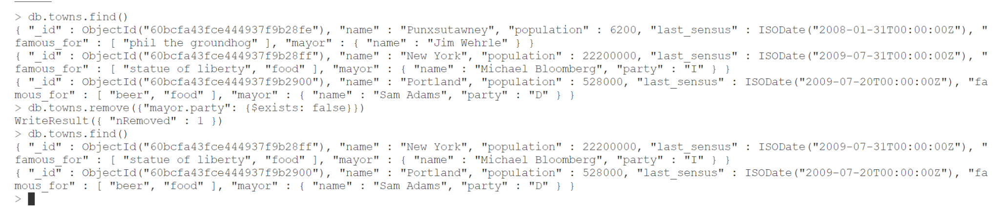 > db.towns.find()
{ "_id" : ObjectId("60bcfa43fce444937f9b28fe"), "name" : "Punxsutawney", "population" : 6200, "last_sensus" : ISODate("2008-01-31T00:00:00Z"), "
famous_for" : [ "phil the groundhog" ], "mayor" : { "name" : "Jim Wehrle" } }
{ "_id" : ObjectId("60bcfa43fce444937f9b28ff"), "name" : "New York", "population" : 22200000, "last_sensus" : ISODate("2009-07-31T00:00:00Z"), "
famous_for" : [ "statue of liberty", "food" ], "mayor" : { "name" : "Michael Bloomberg", "party" : "I" } }
{ "_id" : ObjectId("60bcfa43fce444937f9b2900"), "name" : "Portland", "population" : 528000, "last_sensus" : ISODate("2009-07-20T00:00:00Z"), "fa
mous_for" : [ "beer", "food" ], "mayor" : { "name" : "Sam Adams", "party" : "D" } }
> db.towns.remove({"mayor.party": {$exists: false}})
WriteResult({ "nRemoved" : 1 })
> db.towns.find()
{ "_id" : ObjectId("60bcfa43fce444937f9b28ff"), "name" : "New York", "population" : 22200000, "last_sensus" : ISODate("2009-07-31T00:00:00Z"), "
famous_for" : [ "statue of liberty", "food" ], "mayor" : { "name" : "Michael Bloomberg", "party" : "I" } }
{ "_id" : ObjectId("60bcfa43fce444937f9b2900"), "name" : "Portland", "population" : 528000, "last_sensus" : ISODate("2009-07-20T00:00:00Z"), "fa
mous_for" : [ "beer", "food" ], "mayor" : { "name" : "Sam Adams", "party" : "D" } }
>